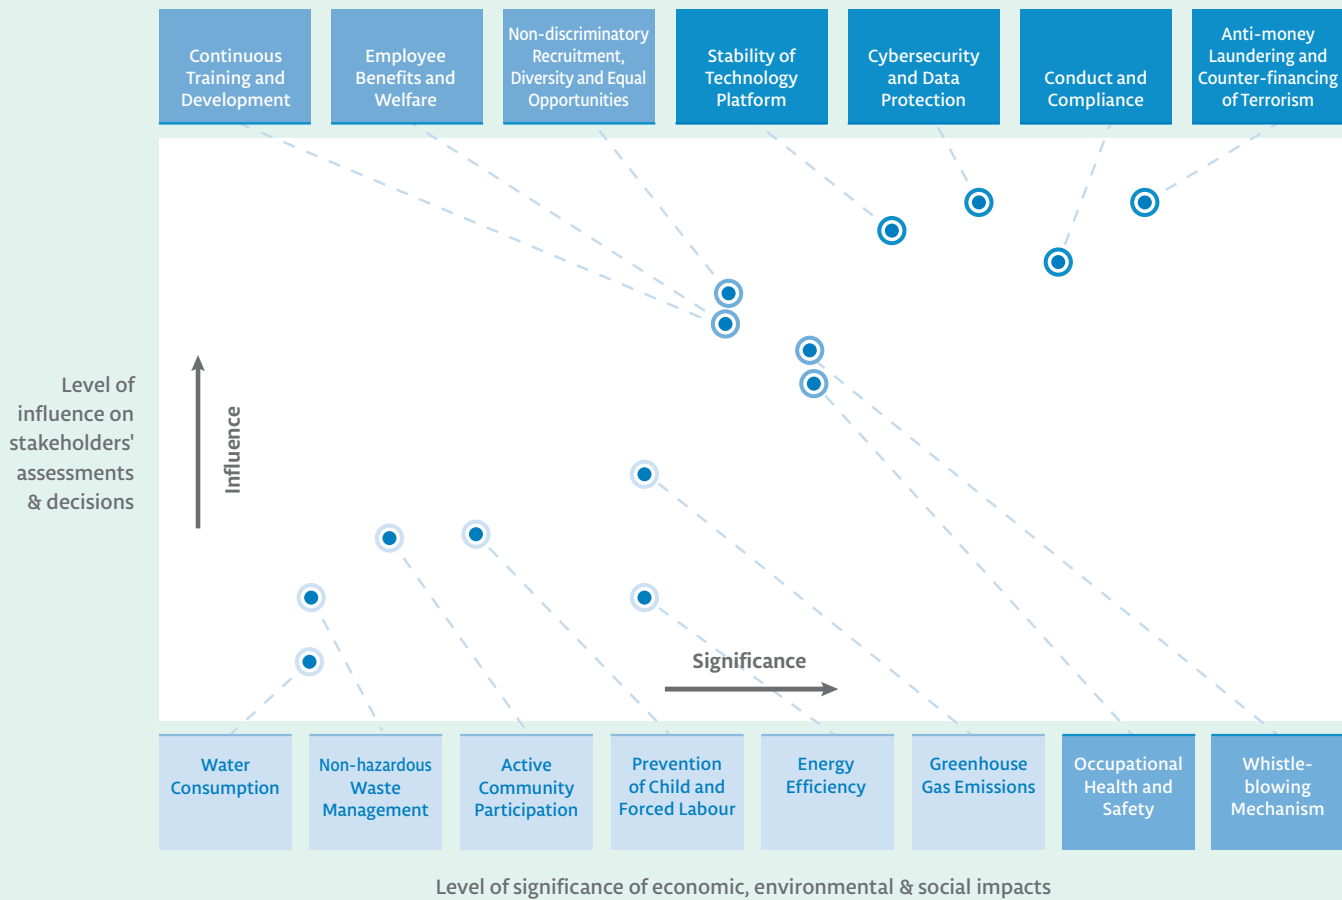 Continuous
Training and
Development
Employee
Benefits and
Welfare
Non-discriminatory
Recruitment,
Diversity and Equal
Opportunities
Stability of
Technology
Platform
Cybersecurity
and Data
Protection
Conduct and
Compliance
Anti-money
Laundering and
Counter-financing
of Terrorism
Level of
influence on
stakeholders'
assessments
& decisions
Influence
Significance
Water
Consumption
Non-hazardous
Waste
Management
Active
Community
Participation
Prevention
of Child and
Forced Labour
Energy
Efficiency
Greenhouse
Gas Emissions
Occupational
Health and
Safety
Whistle-
blowing
Mechanism
Level of significance of economic, environmental & social impacts